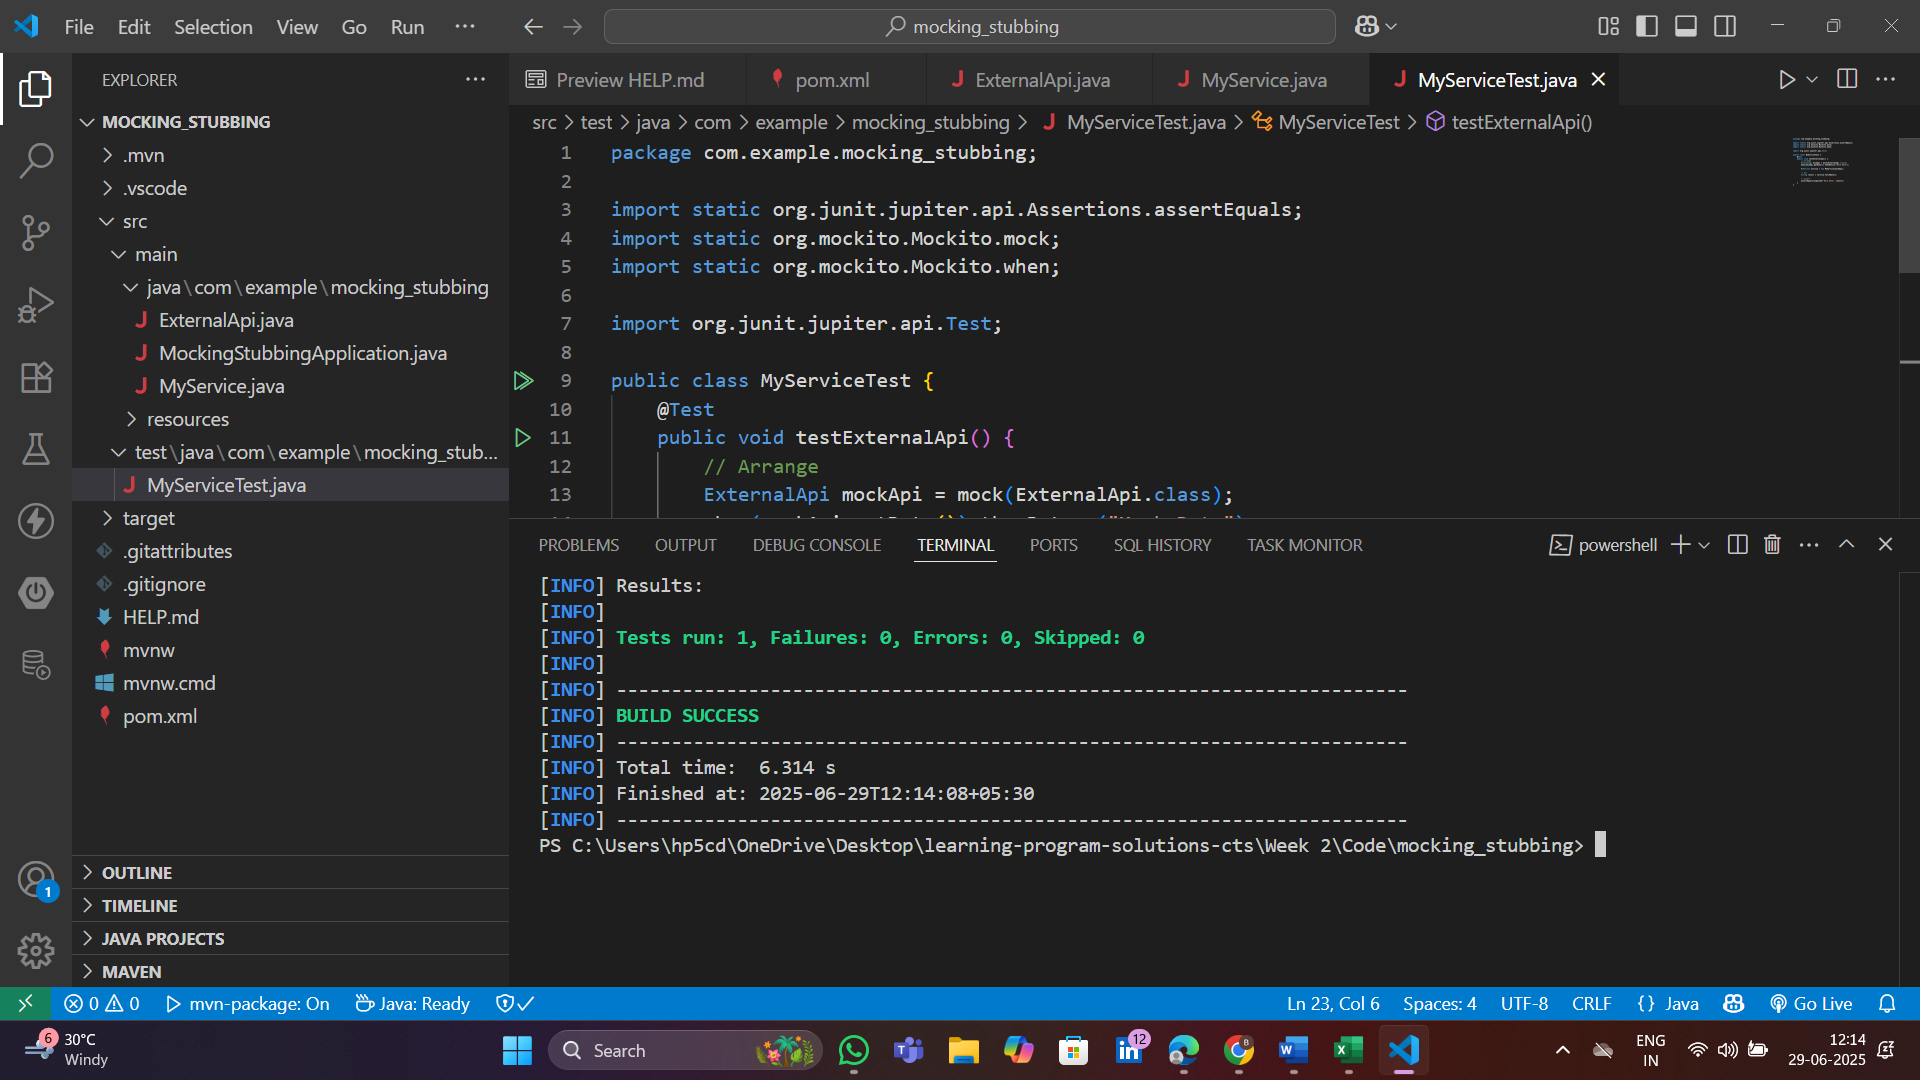 File Edit Selection View Go Run ···
mocking_stubbing
EXPLORER
MOCKING_STUBBING
.mvn
.vscode
src
main
java\com\example\mocking_stubbing
ExternalApi.java
MockingStubbingApplication.java
MyService.java
resources
test\java\com\example\mocking_stub...
MyServiceTest.java
target
.gitattributes
.gitignore
HELP.md
mvnw
mvnw.cmd
pom.xml
OUTLINE
TIMELINE
JAVA PROJECTS
MAVEN
Preview HELP.md pom.xml ExternalApi.java MyService.java MyServiceTest.java
src > test > java > com > example > mocking_stubbing > MyServiceTest.java > MyServiceTest > testExternalApi()
1 package com.example.mocking_stubbing;
2
3 import static org.junit.jupiter.api.Assertions.assertEquals;
4 import static org.mockito.Mockito.mock;
5 import static org.mockito.Mockito.when;
6
7 import org.junit.jupiter.api.Test;
8
9 public class MyServiceTest {
10 @Test
11 public void testExternalApi() {
12 // Arrange
13 ExternalApi mockApi = mock(ExternalApi.class);
PROBLEMS OUTPUT DEBUG CONSOLE TERMINAL PORTS SQL HISTORY TASK MONITOR
powershell
[INFO] Results:
[INFO]
[INFO] Tests run: 1, Failures: 0, Errors: 0, Skipped: 0
[INFO]
[INFO] ------------------------------------------------------------------------
[INFO] BUILD SUCCESS
[INFO] ------------------------------------------------------------------------
[INFO] Total time:  6.314 s
[INFO] Finished at: 2025-06-29T12:14:08+05:30
[INFO] ------------------------------------------------------------------------
PS C:\Users\hp5cd\OneDrive\Desktop\learning-program-solutions-cts\Week 2\Code\mocking_stubbing>
1
0 0 mvn-package: On Java: Ready
Ln 23, Col 6 Spaces: 4 UTF-8 CRLF {} Java Go Live
6
30°C
Windy
Search
12
ENG
IN
12:14
29-06-2025